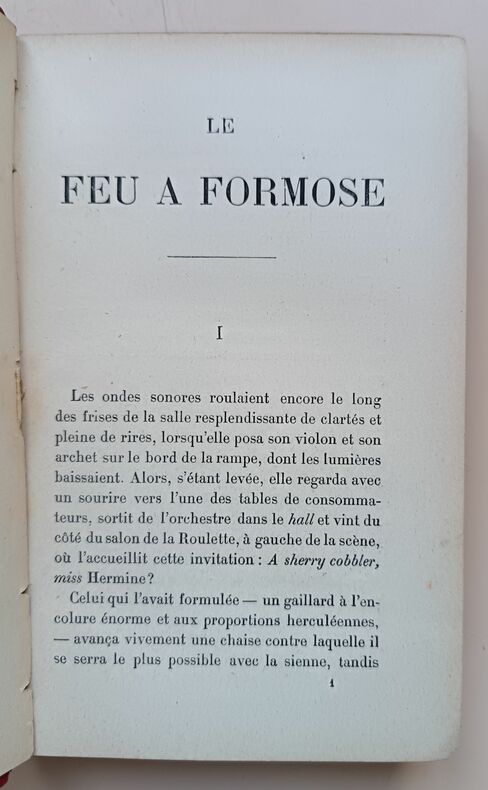 LE
FEU A FORMOSE
I
Les ondes sonores roulaient encore le long
des frises de la salle resplendissante de clartés et
pleine de rires, lorsqu'elle posa son violon et son
archet sur le bord de la rampe, dont les lumières
baissaient. Alors, s'étant levée, elle regarda avec
un sourire vers l'une des tables de consomma-
teurs, sortit de l'orchestre dans le hall et vint du
côté du salon de la Roulette, à gauche de la scène,
où l'accueillit cette invitation : A sherry cobbler,
miss Hermine?
Celui qui l'avait formulée — un gaillard à l'en-
colure énorme et aux proportions herculéennes,
— avança vivement une chaise contre laquelle il
se serra le plus possible avec la sienne, tandis
1